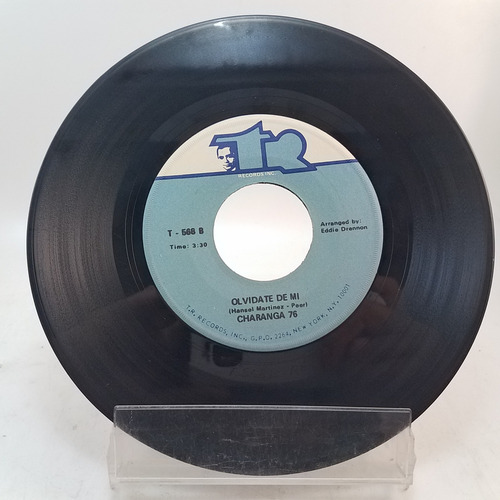 TR
RECORDS, INC.
T - 568 B
Time: 3:30
Arranged by:
Eddie Drennon
OLVIDATE DE MI
(Hansel Martinez - Peer)
CHARANGA 76
T.R. RECORDS, INC., G.P.O. 2264, NEW YORK, N.Y. 10001